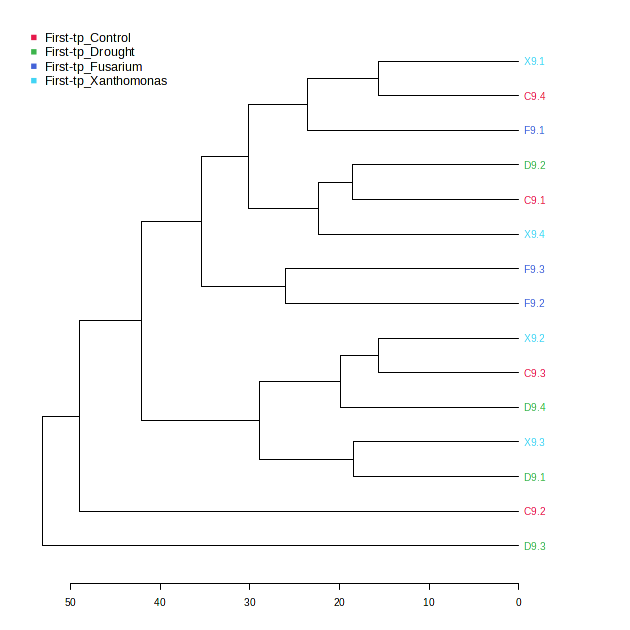 First-tp_Control
First-tp_Drought
First-tp_Fusarium
First-tp_Xanthomonas
X9.1
C9.4
F9.1
D9.2
C9.1
X9.4
F9.3
F9.2
X9.2
C9.3
D9.4
X9.3
D9.1
C9.2
D9.3
50 40 30 20 10 0